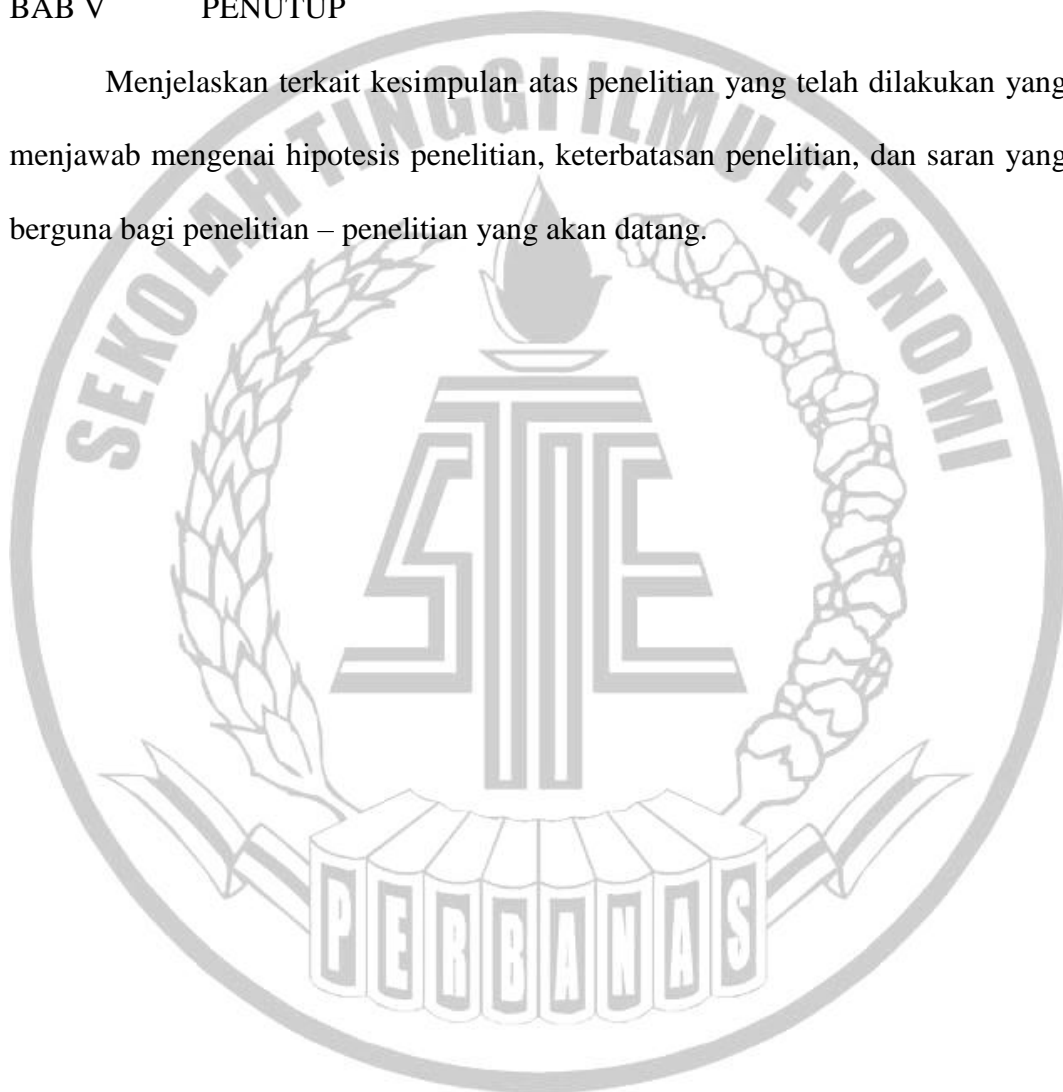 BAB V PENUTUP
Menjelaskan terkait kesimpulan atas penelitian yang telah dilakukan yang
menjawab mengenai hipotesis penelitian, keterbatasan penelitian, dan saran yang
berguna bagi penelitian – penelitian yang akan datang.
SEKOLAH TINGGI ILMU EKONOMI
STIE
PERBANAS